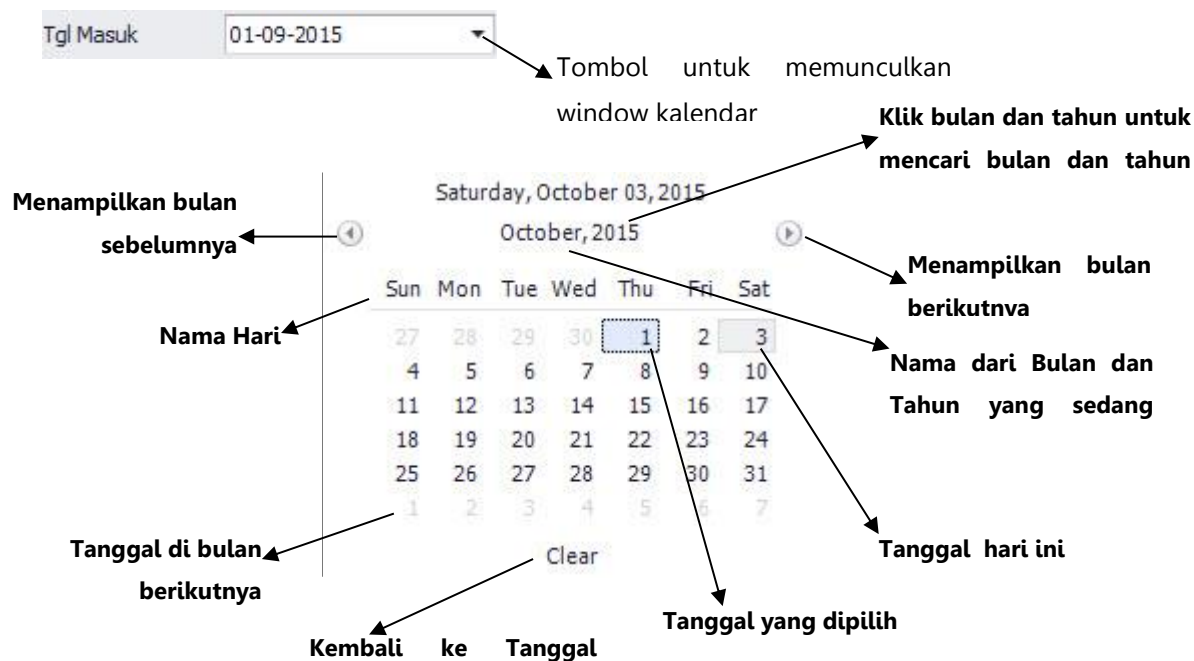 Tgl Masuk 01-09-2015
Tombol untuk memunculkan
window kalendar
Klik bulan dan tahun untuk
mencari bulan dan tahun
Saturday, October 03, 2015
Menampilkan bulan
sebelumnya
October, 2015
Menampilkan bulan
berikutnya
Sun Mon Tue Wed Thu Fri Sat
Nama Hari
27 28 29 30 1 2 3
Nama dari Bulan dan
Tahun yang sedang
4 5 6 7 8 9 10
11 12 13 14 15 16 17
18 19 20 21 22 23 24
25 26 27 28 29 30 31
1 2 3 4 5 6 7
Tanggal di bulan
berikutnya
Clear
Tanggal hari ini
Tanggal yang dipilih
Kembali ke Tanggal